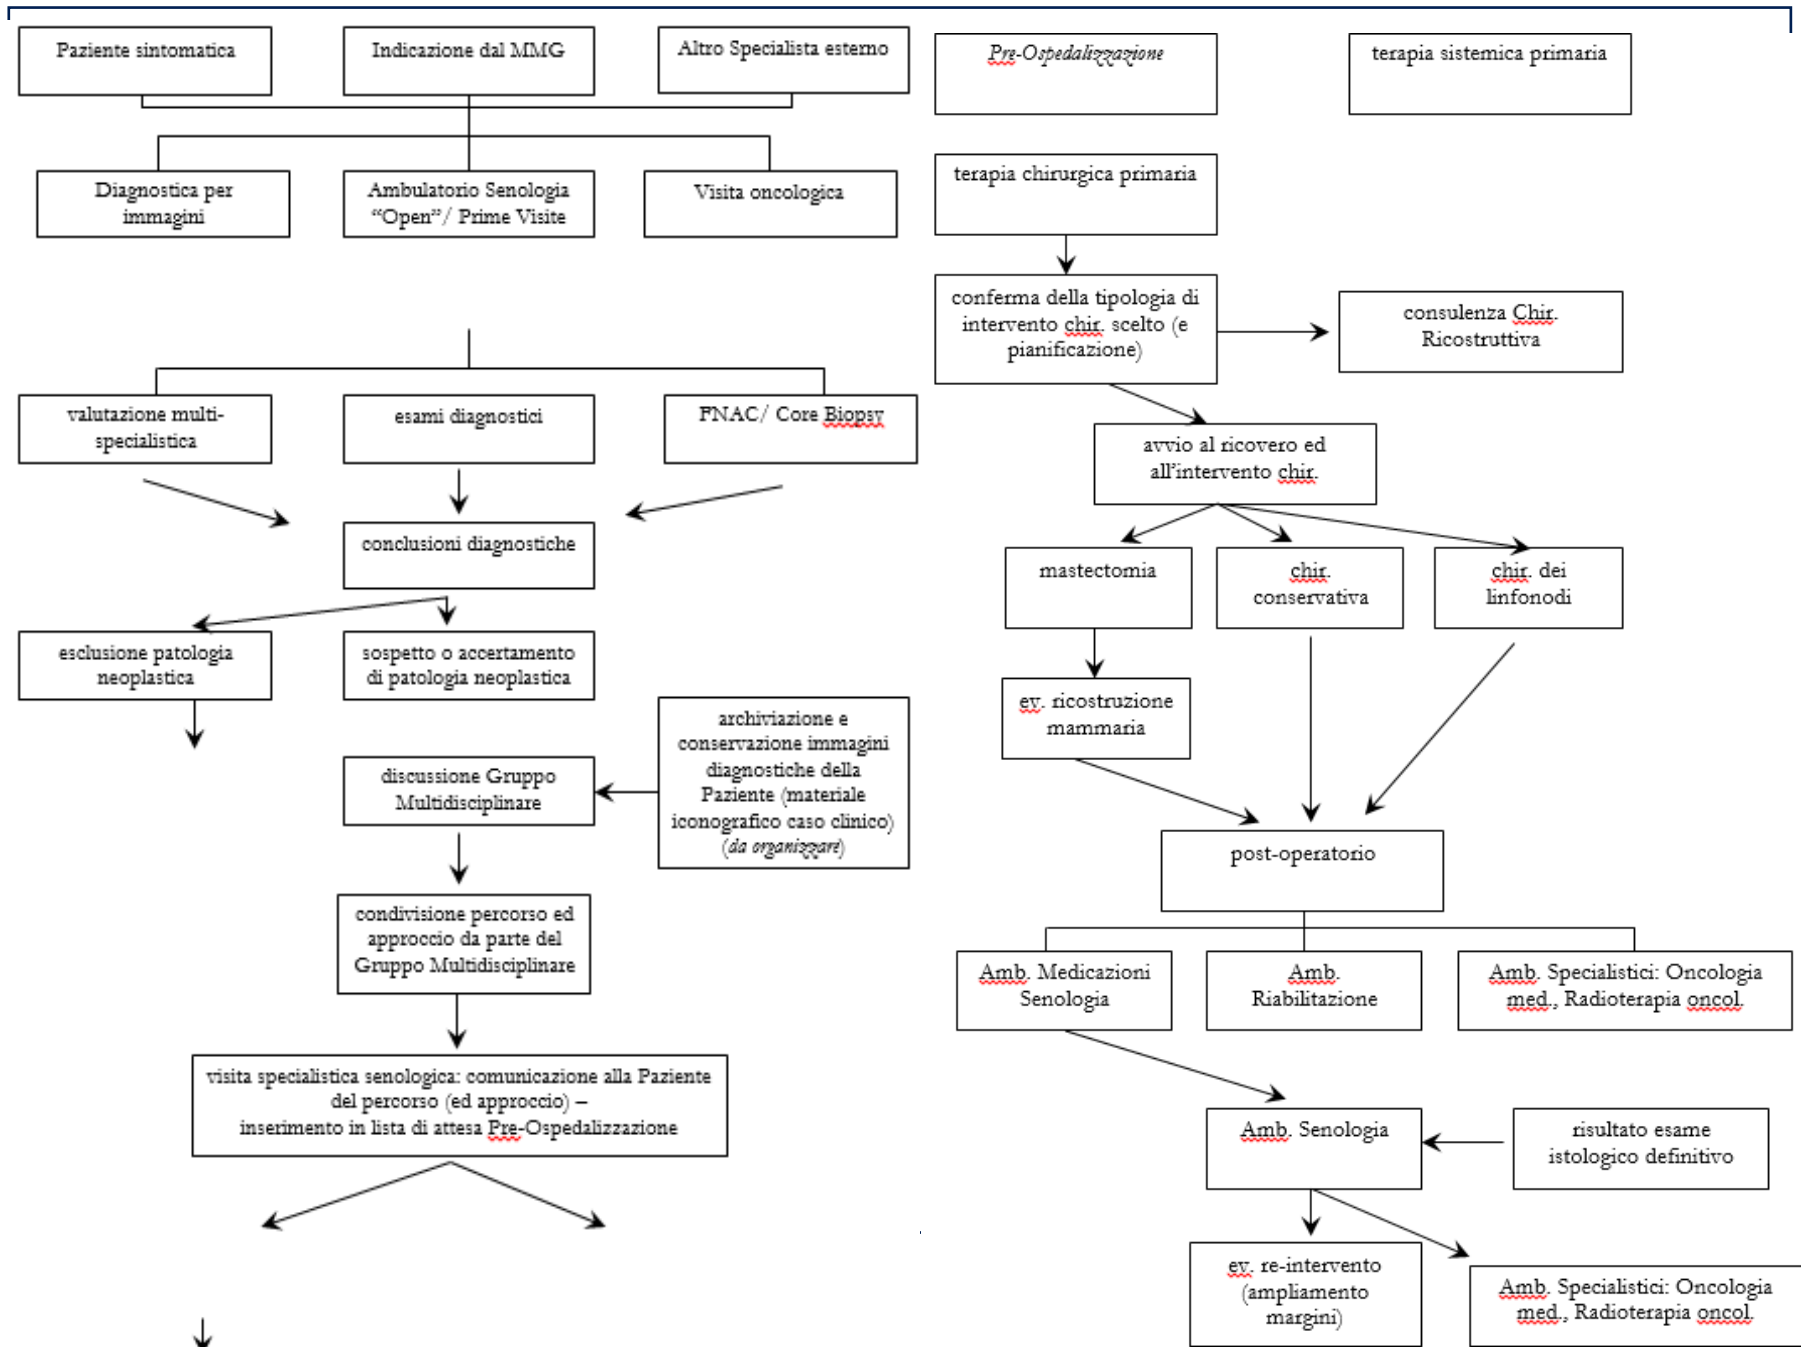 Paziente sintomatica
Indicazione dal MMG
Altro Specialista esterno
Diagnostica per
immagini
Ambulatorio Senologia
“Open”/ Prime Visite
Visita oncologica
valutazione multi-
specialistica
esami diagnostici
FNAC/ Core Biopsy
conclusioni diagnostiche
esclusione patologia
neoplastica
sospetto o accertamento
di patologia neoplastica
archiviazione e
conservazione immagini
diagnostiche della
Paziente (materiale
iconografico caso clinico)
(da organizzare)
discussione Gruppo
Multidisciplinare
condivisione percorso ed
approccio da parte del
Gruppo Multidisciplinare
visita specialistica senologica: comunicazione alla Paziente
del percorso (ed approccio) –
inserimento in lista di attesa Pre-Ospedalizzazione
Pre-Ospedalizzazione
terapia sistemica primaria
terapia chirurgica primaria
conferma della tipologia di
intervento chir. scelto (e
pianificazione)
consulenza Chir.
Ricostruttiva
avvio al ricovero ed
all'intervento chir.
mastectomia
chir.
conservativa
chir. dei
linfonodi
ev. ricostruzione
mammaria
post-operatorio
Amb. Medicazioni
Senologia
Amb.
Riabilitazione
Amb. Specialistici: Oncologia
med., Radioterapia oncol.
Amb. Senologia
risultato esame
istologico definitivo
ev. re-intervento
(ampliamento
margini)
Amb. Specialistici: Oncologia
med., Radioterapia oncol.